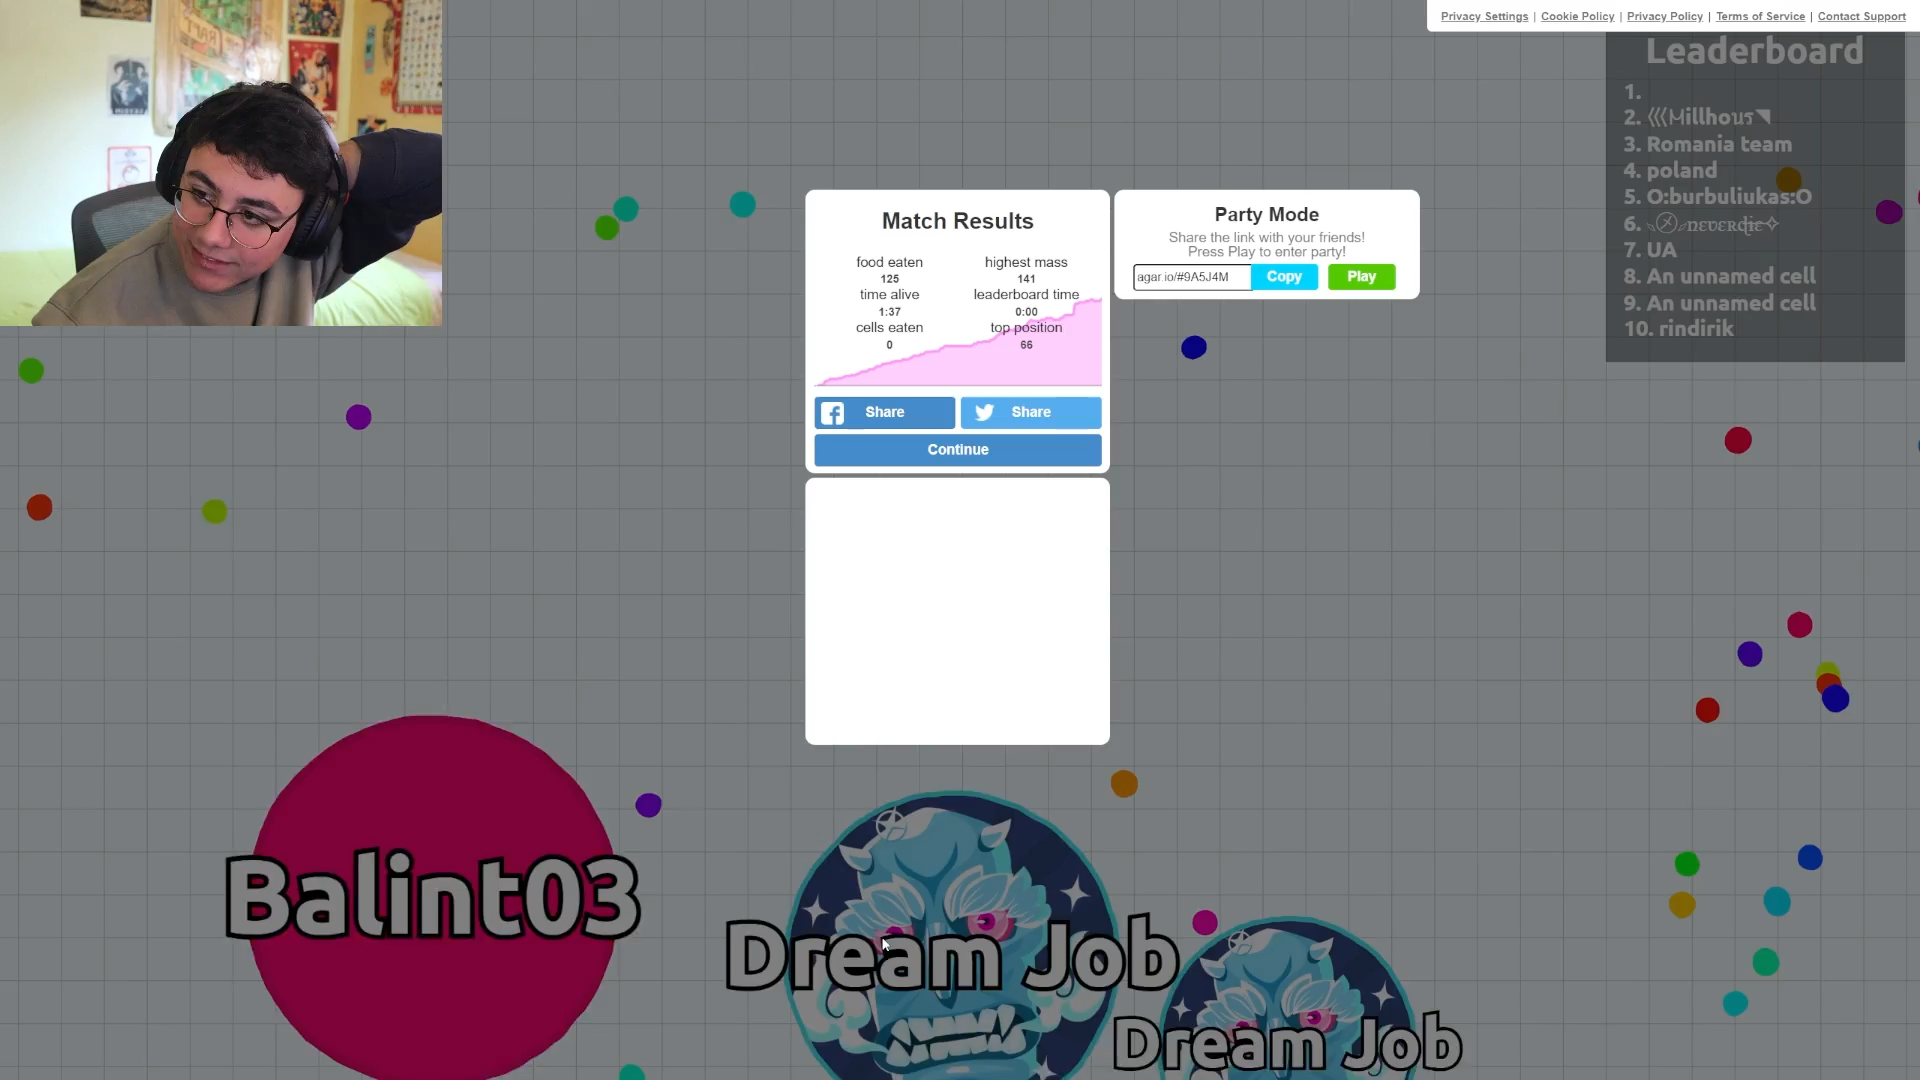 Privacy Settings | Cookie Policy | Privacy Policy | Terms of Service | Contact Support
Leaderboard
1.
2. ⟪⟨Millhouƨ◥
3. Romania team
4. poland
5. O:burbuliukas:O
6. neverdie✧
7. UA
8. An unnamed cell
9. An unnamed cell
10. rindirik
Match Results
food eaten
125
highest mass
141
time alive
1:37
leaderboard time
0:00
cells eaten
0
top position
66
Share
Share
Continue
Party Mode
Share the link with your friends!
Press Play to enter party!
agar.io/#9A5J4M
Copy
Play
Balint03
Dream Job
Dream Job